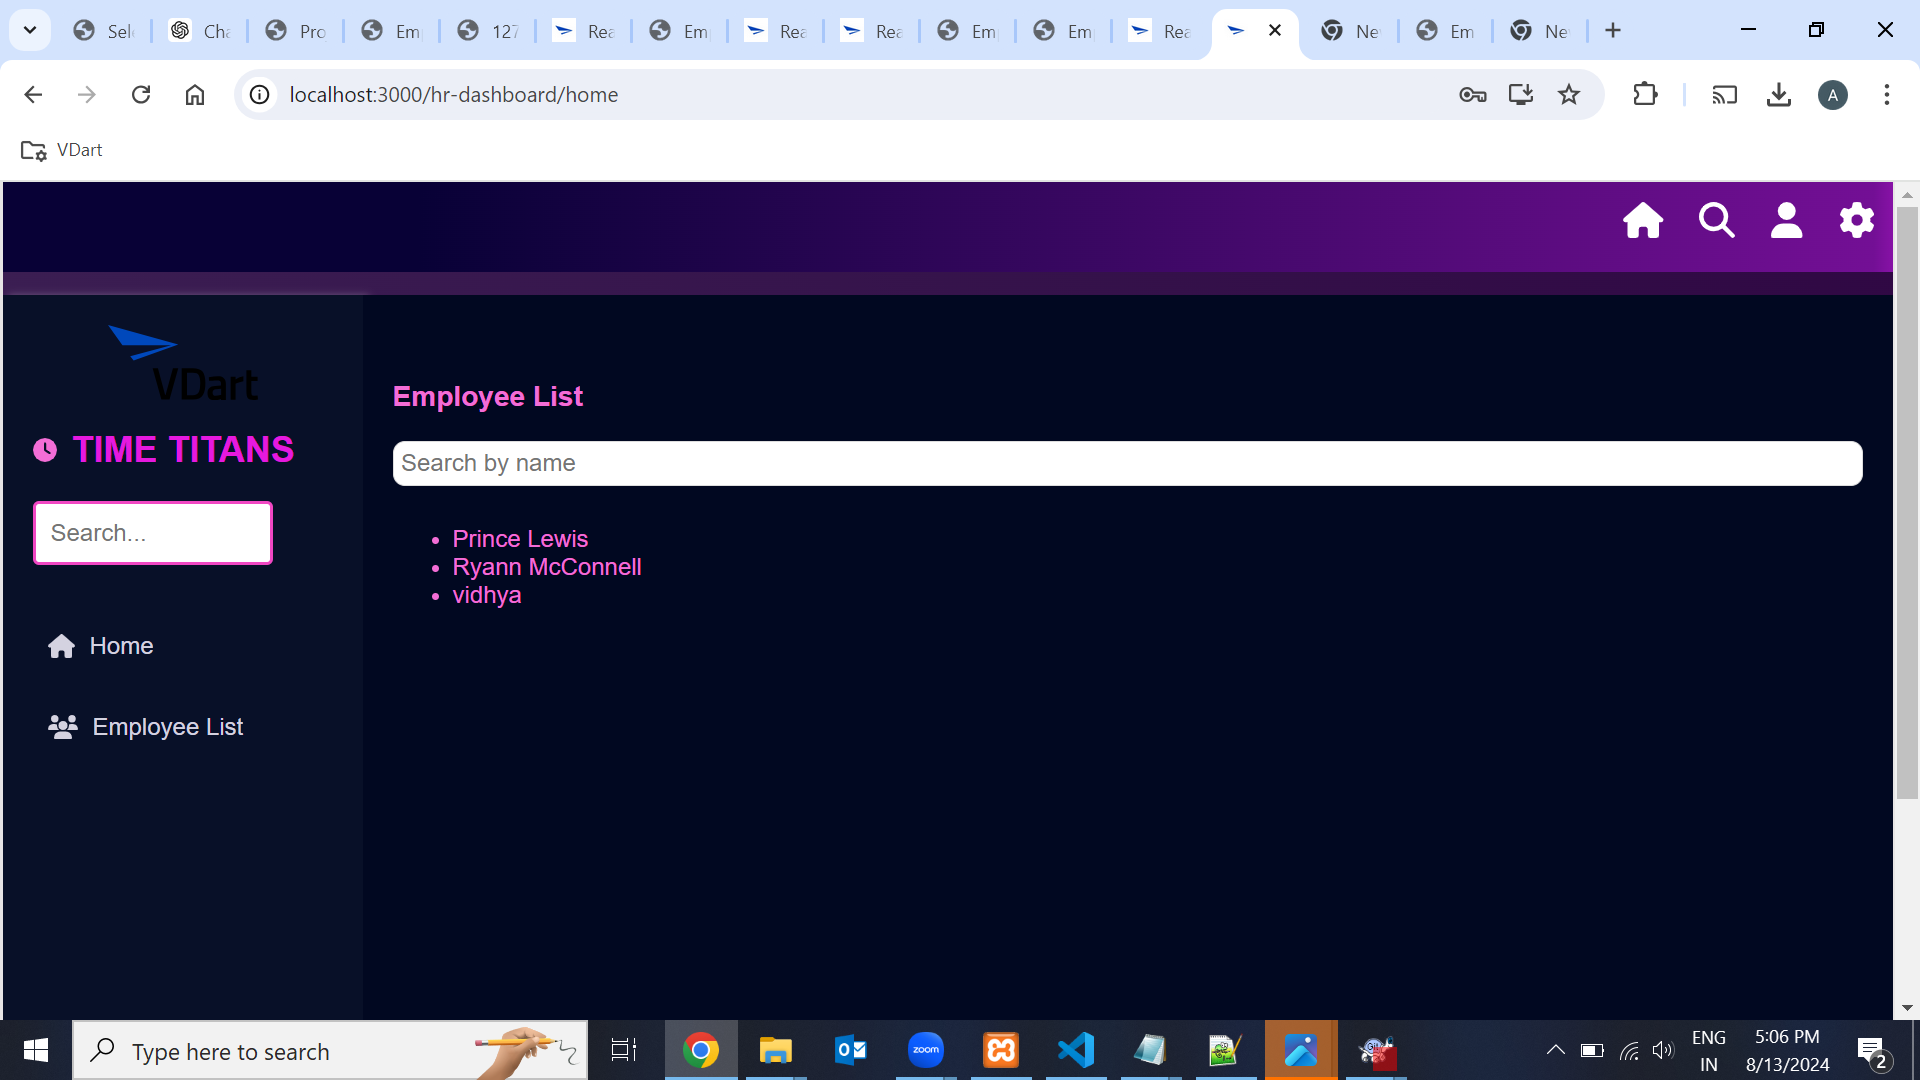 Sel
Cha
Pro
Em
127
Rea
Em
Rea
Rea
Em
Em
Rea
Ne
Em
Ne
localhost:3000/hr-dashboard/home
A
VDart
VDart
TIME TITANS
Search...
Home
Employee List
Employee List
Search by name
• Prince Lewis
• Ryann McConnell
• vidhya
Type here to search
zoom
ENG
IN
5:06 PM
8/13/2024
2